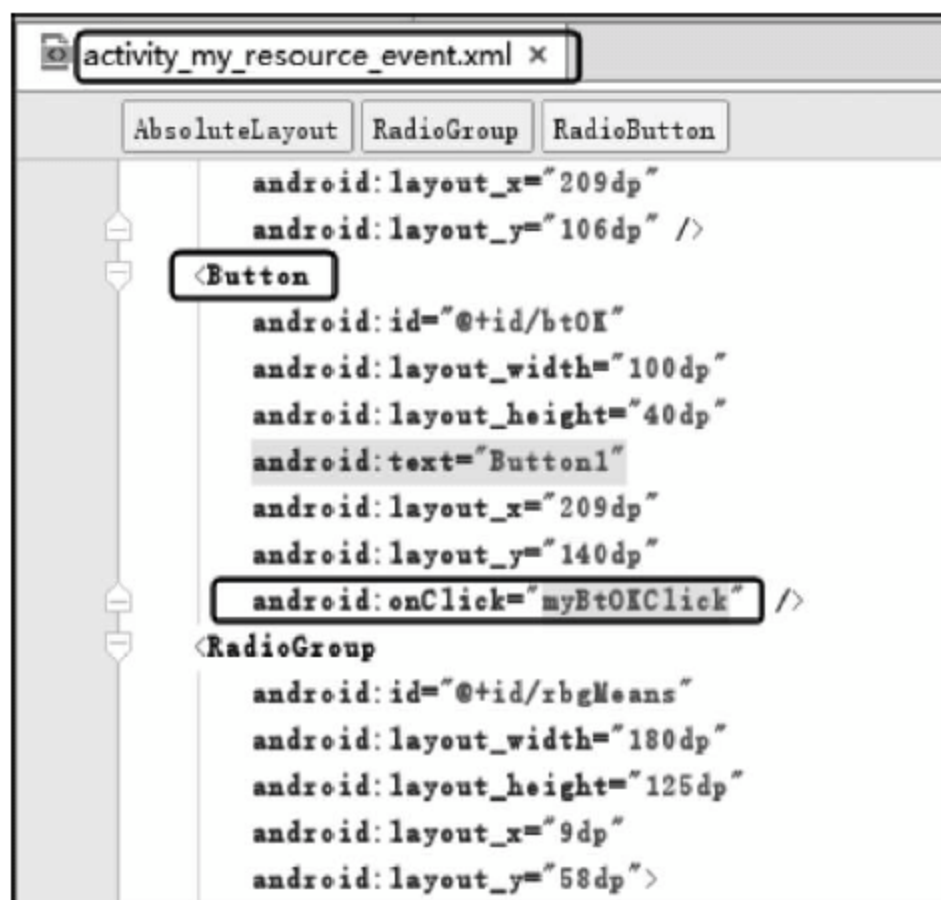 activity_my_resource_event.xml ×
AbsoluteLayout RadioGroup RadioButton
android:layout_x="209dp"
android:layout_y="106dp" />
<Button
android:id="@+id/btOK"
android:layout_width="100dp"
android:layout_height="40dp"
android:text="Button1"
android:layout_x="209dp"
android:layout_y="140dp"
android:onClick="myBtOKClick" />
<RadioGroup
android:id="@+id/rbgMeans"
android:layout_width="180dp"
android:layout_height="125dp"
android:layout_x="9dp"
android:layout_y="58dp">